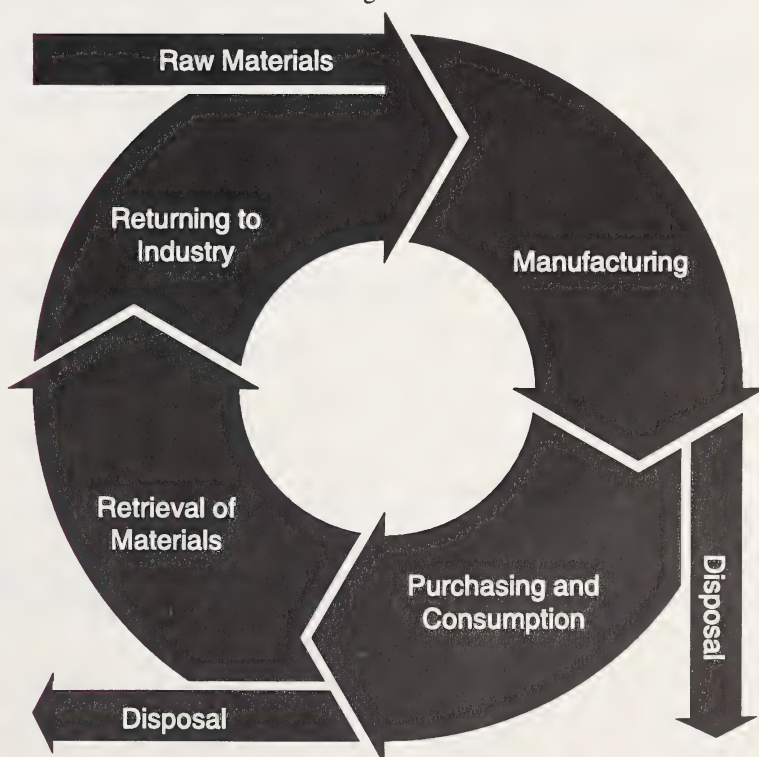 Raw Materials
Returning to
Industry
Manufacturing
Retrieval of
Materials
Purchasing and
Consumption
Disposal
Disposal